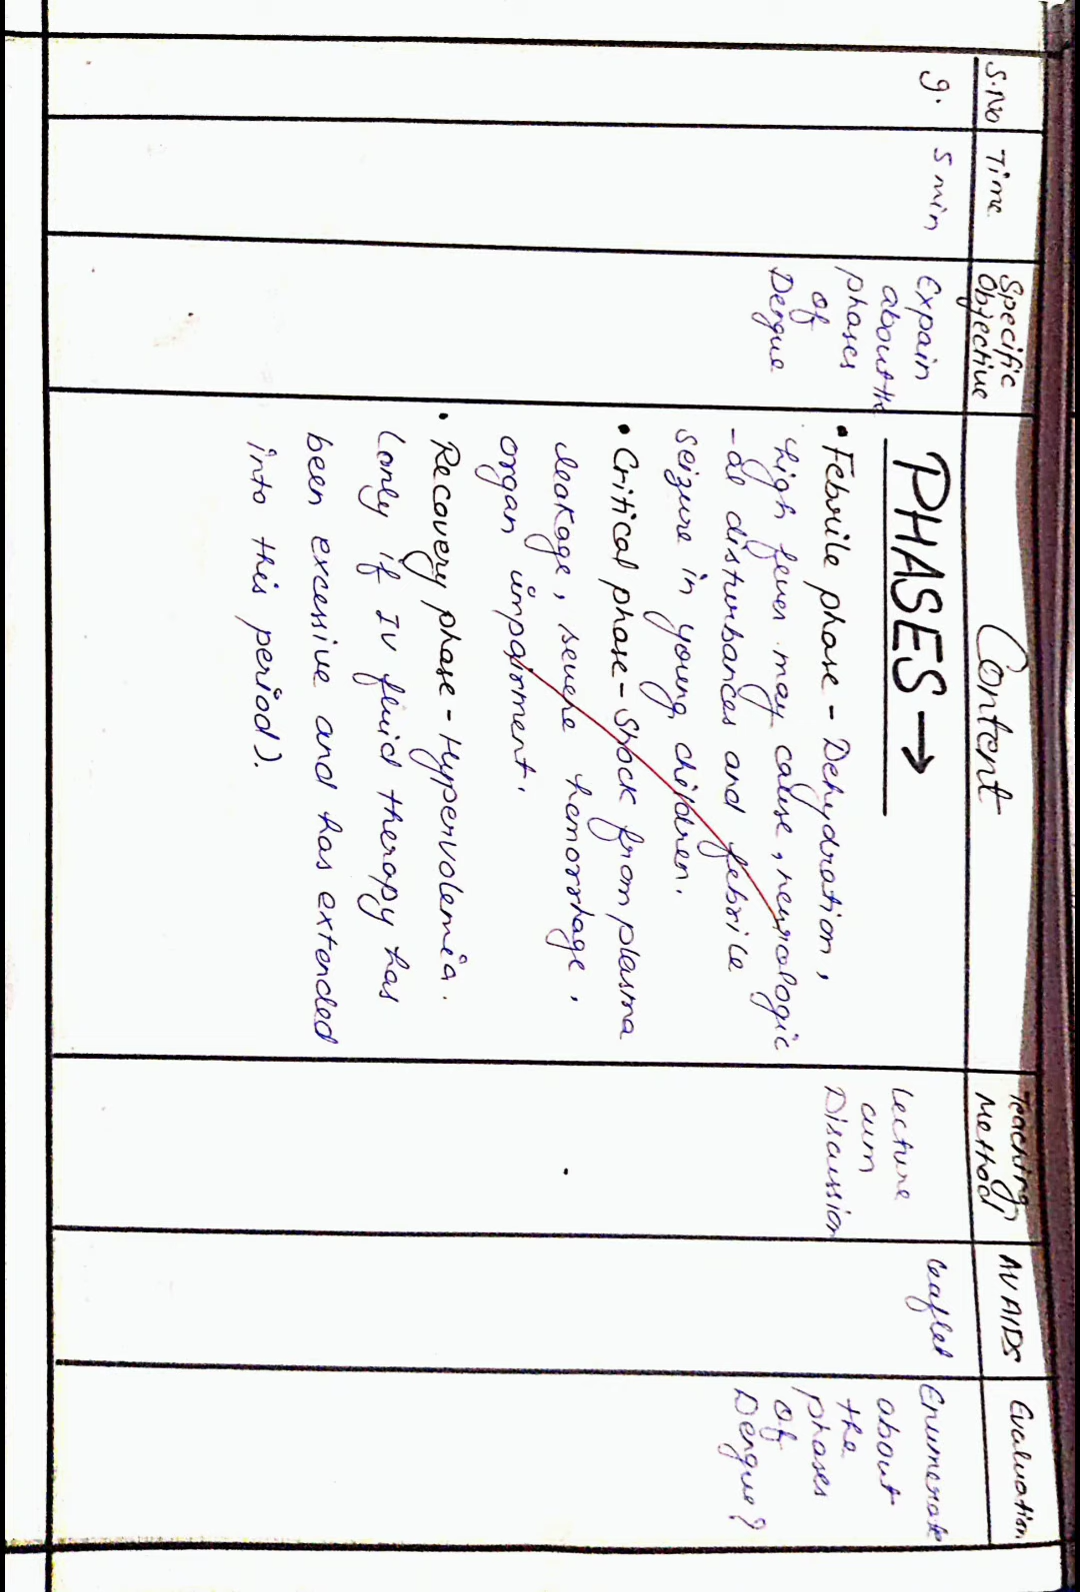 S.No
Time
Specific
Objective
Content
Teaching
Method
AV AIDS
Evaluation
9.
5 min
Expain
about the
phases
of
Dengue
PHASES →
• Febrile phase - Dehydration,
high fever may cause, neurologic
-al disturbances and febrile
seizure in young children.
• Critical phase - Shock from plasma
leakage, severe hemorrhage,
organ impairment.
• Recovery phase - Hypervolemia.
(only if IV fluid therapy has
been excessive and has extended
into this period).
Lecture
cum
Discussion
Leaflet
Enumerate
about
the
phases
of
Dengue?